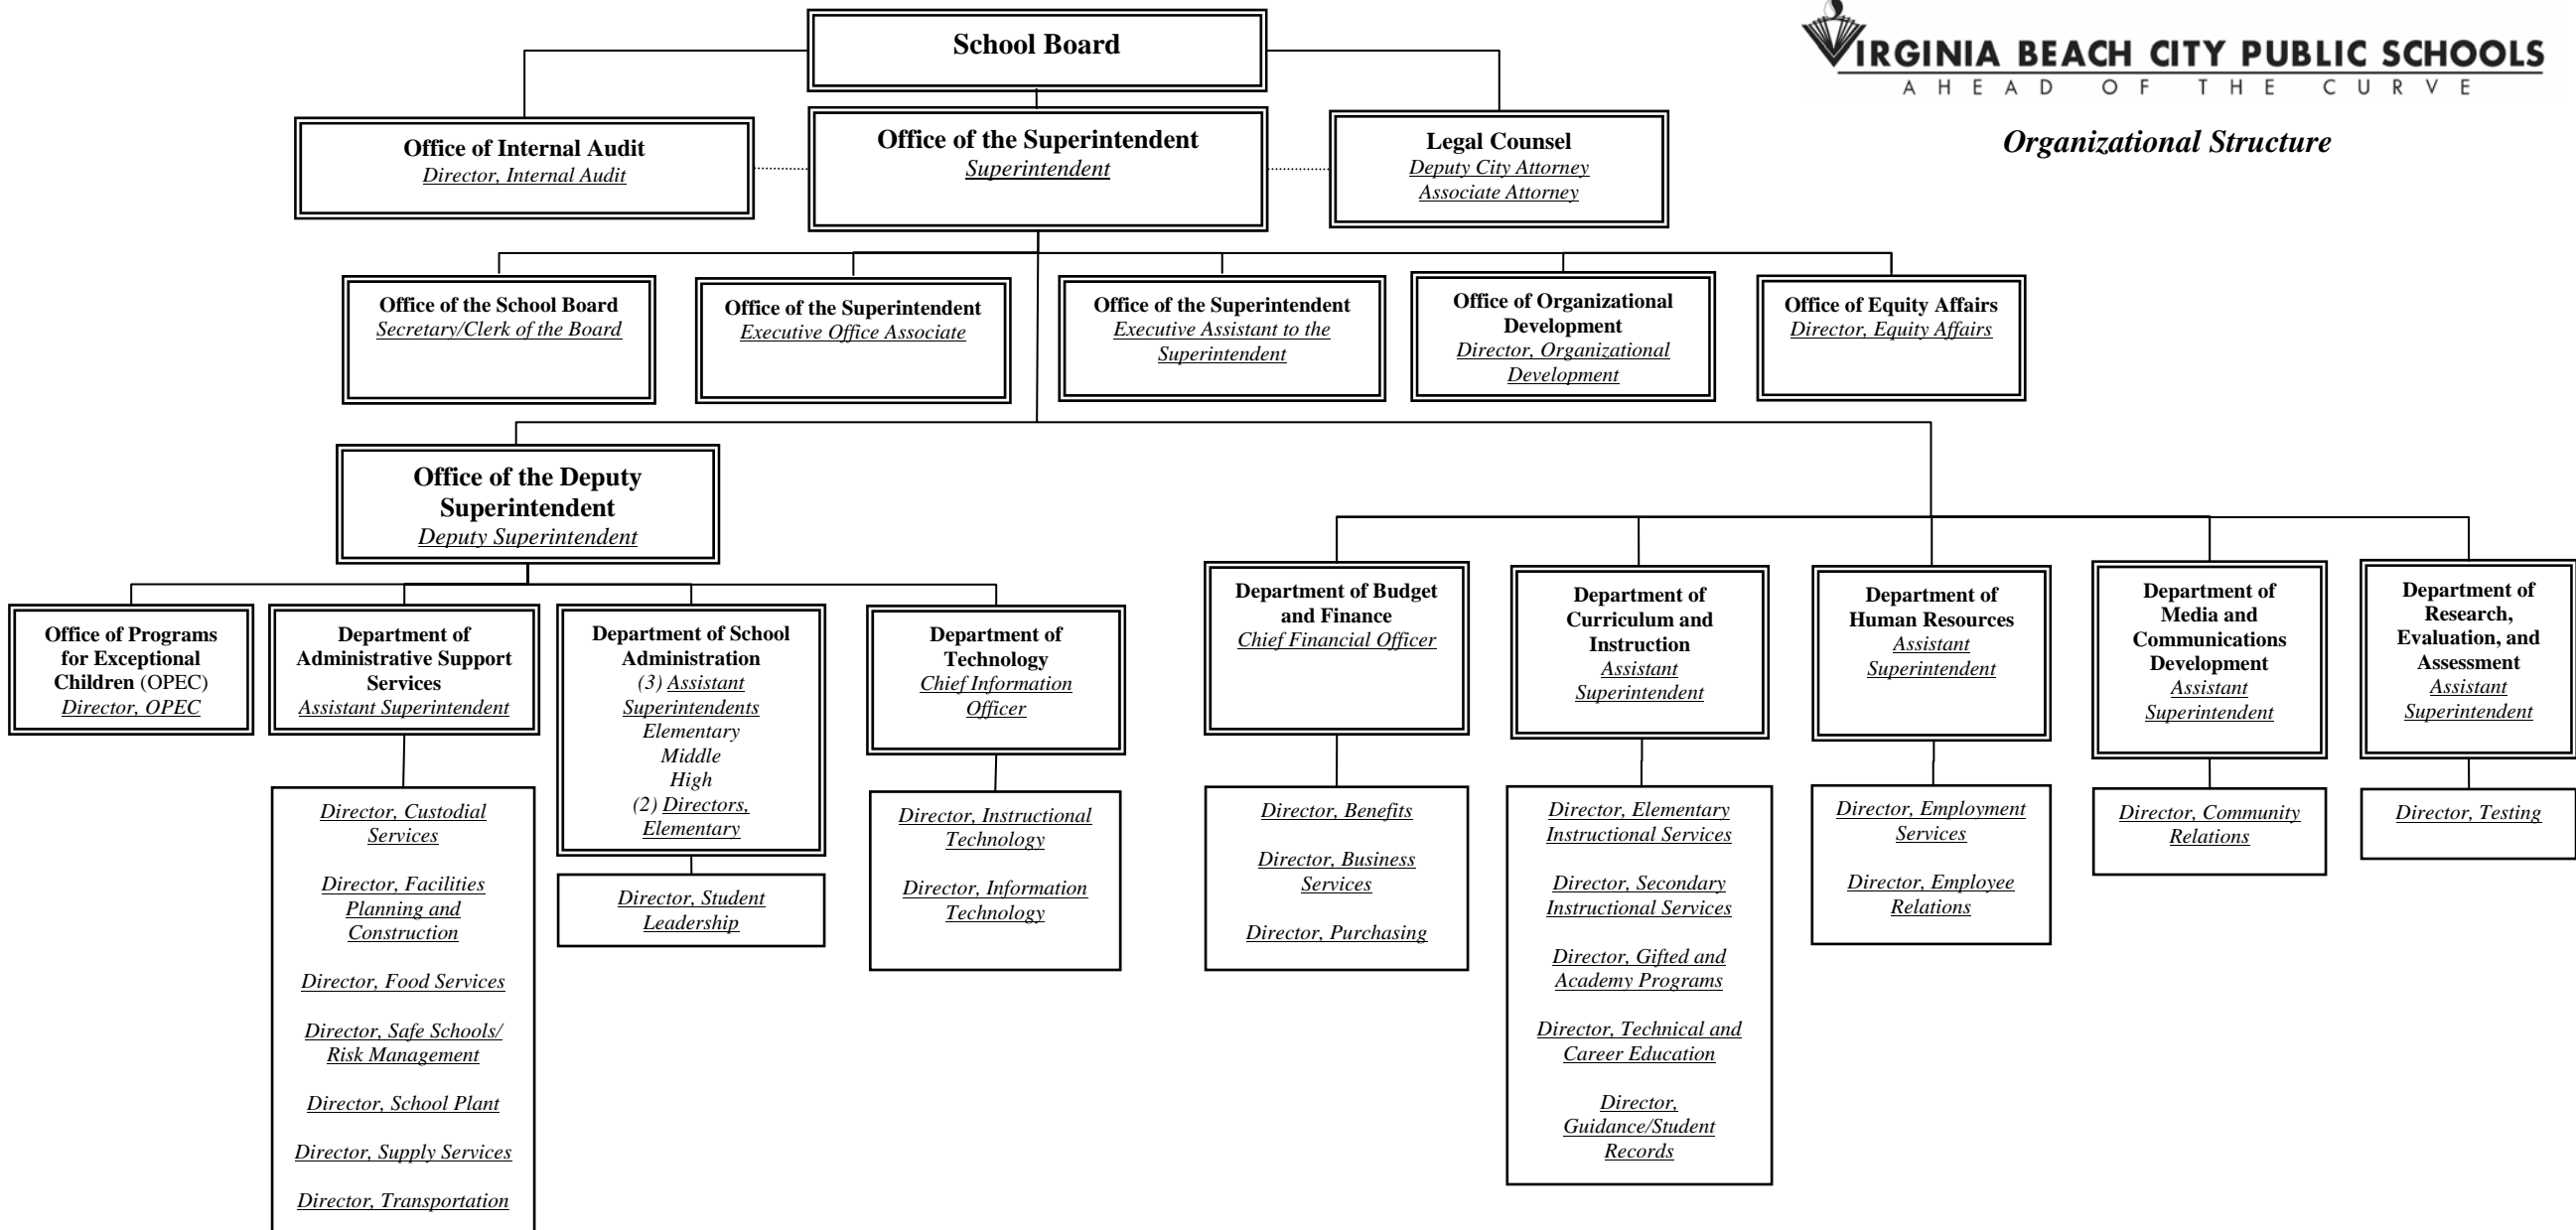 School Board
VIRGINIA BEACH CITY PUBLIC SCHOOLS
AHEAD OF THE CURVE
Organizational Structure
Office of Internal Audit
Director, Internal Audit
Office of the Superintendent
Superintendent
Legal Counsel
Deputy City Attorney
Associate Attorney
Office of the School Board
Secretary/Clerk of the Board
Office of the Superintendent
Executive Office Associate
Office of the Superintendent
Executive Assistant to the
Superintendent
Office of Organizational
Development
Director, Organizational
Development
Office of Equity Affairs
Director, Equity Affairs
Office of the Deputy
Superintendent
Deputy Superintendent
Office of Programs
for Exceptional
Children (OPEC)
Director, OPEC
Department of
Administrative Support
Services
Assistant Superintendent
Department of School
Administration
(3) Assistant
Superintendents
Elementary
Middle
High
(2) Directors,
Elementary
Department of
Technology
Chief Information
Officer
Department of Budget
and Finance
Chief Financial Officer
Department of
Curriculum and
Instruction
Assistant
Superintendent
Department of
Human Resources
Assistant
Superintendent
Department of
Media and
Communications
Development
Assistant
Superintendent
Department of
Research,
Evaluation, and
Assessment
Assistant
Superintendent
Director, Custodial
Services
Director, Facilities
Planning and
Construction
Director, Food Services
Director, Safe Schools/
Risk Management
Director, School Plant
Director, Supply Services
Director, Transportation
Director, Student
Leadership
Director, Instructional
Technology
Director, Information
Technology
Director, Benefits
Director, Business
Services
Director, Purchasing
Director, Elementary
Instructional Services
Director, Secondary
Instructional Services
Director, Gifted and
Academy Programs
Director, Technical and
Career Education
Director,
Guidance/Student
Records
Director, Employment
Services
Director, Employee
Relations
Director, Community
Relations
Director, Testing